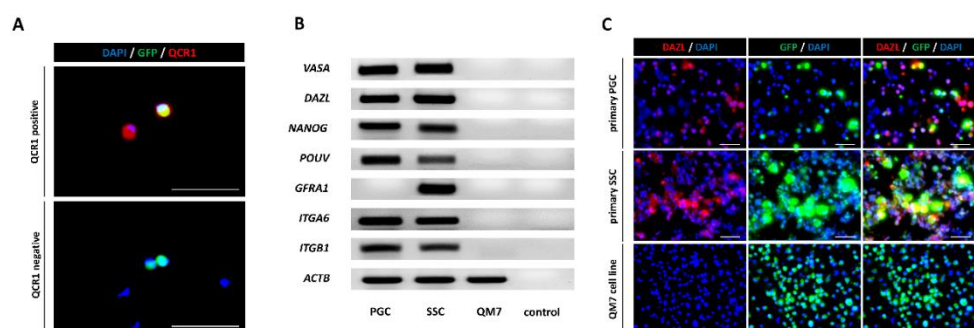 A
DAPI / GFP / QCR1
QCR1 positive
QCR1 negative
B
VASA
DAZL
NANOG
POUV
GFRA1
ITGA6
ITGB1
ACTB
PGC SSC QM7 control
C
DAZL / DAPI GFP / DAPI DAZL / GFP / DAPI
primary PGC
primary SSC
QM7 cell line